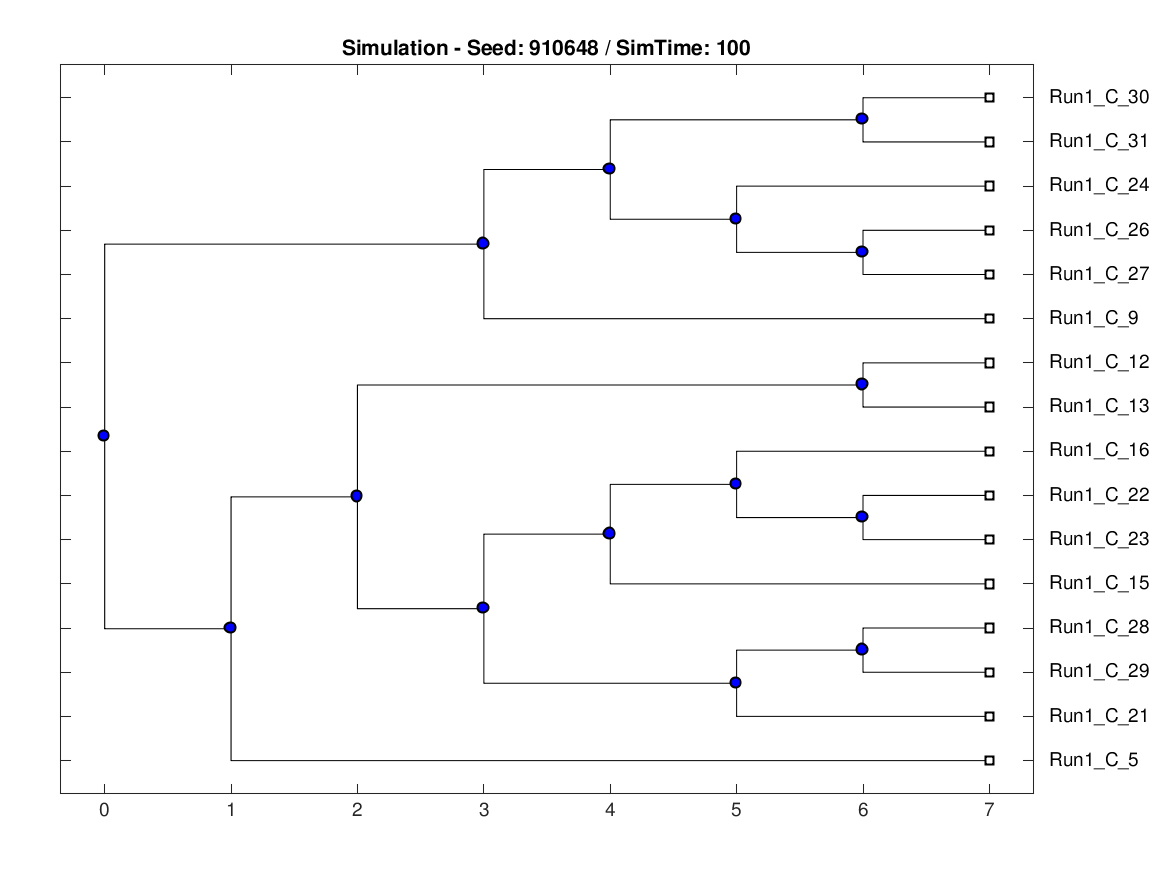 Simulation - Seed: 910648 / SimTime: 100
Run1_C_30
Run1_C_31
Run1_C_24
Run1_C_26
Run1_C_27
Run1_C_9
Run1_C_12
Run1_C_13
Run1_C_16
Run1_C_22
Run1_C_23
Run1_C_15
Run1_C_28
Run1_C_29
Run1_C_21
Run1_C_5
0 1 2 3 4 5 6 7